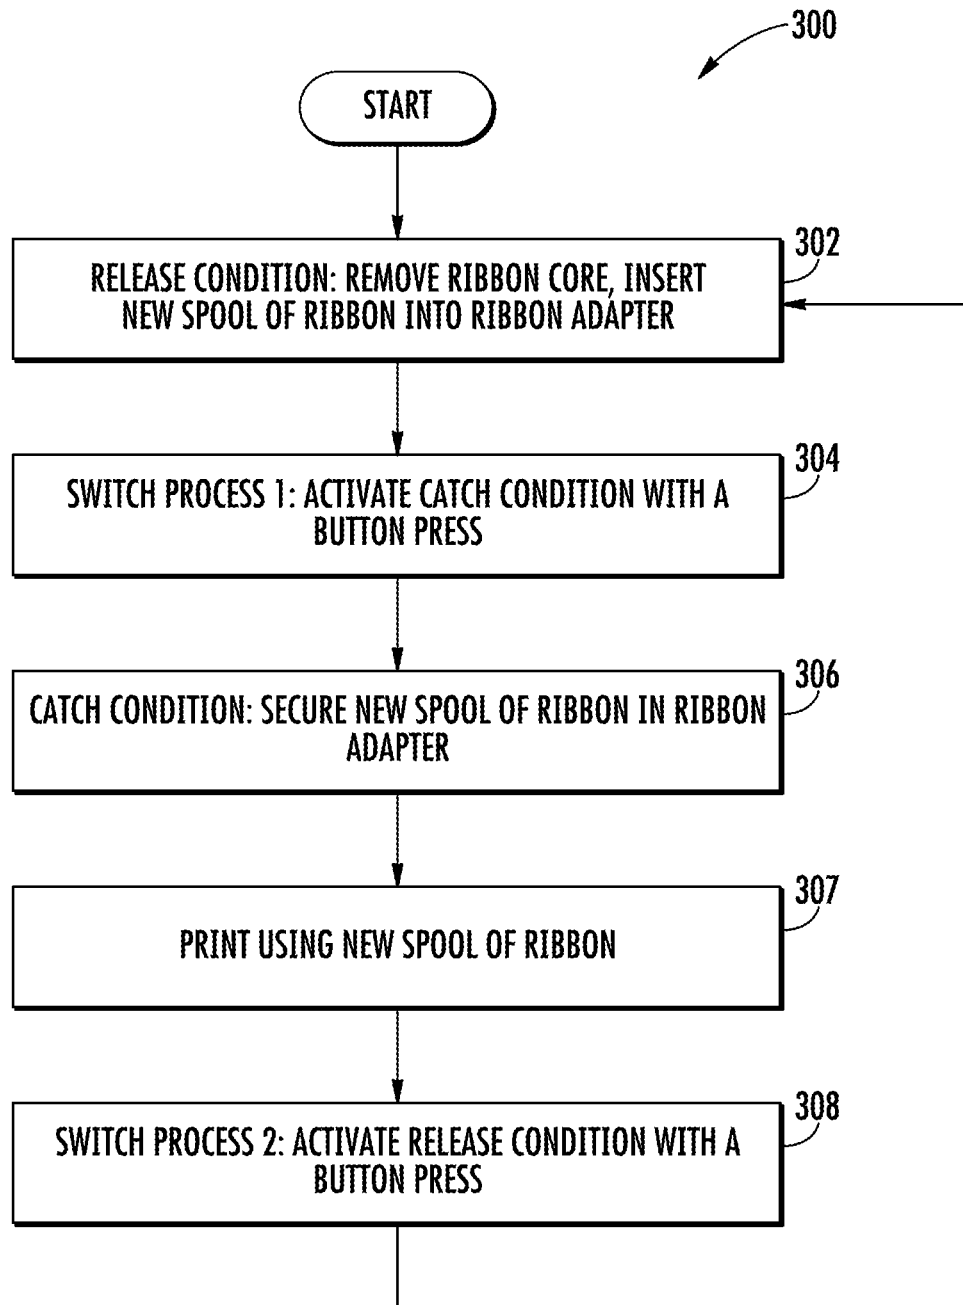 300
START
302
RELEASE CONDITION: REMOVE RIBBON CORE, INSERT
NEW SPOOL OF RIBBON INTO RIBBON ADAPTER
304
SWITCH PROCESS 1: ACTIVATE CATCH CONDITION WITH A
BUTTON PRESS
306
CATCH CONDITION: SECURE NEW SPOOL OF RIBBON IN RIBBON
ADAPTER
307
PRINT USING NEW SPOOL OF RIBBON
308
SWITCH PROCESS 2: ACTIVATE RELEASE CONDITION WITH A
BUTTON PRESS